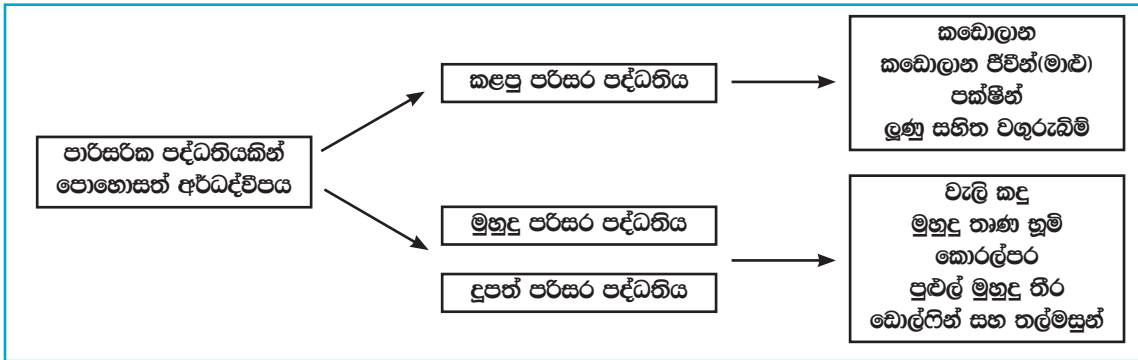 පාරිසරික පද්ධතියකින්
පොහොසත් අර්ධද්වීපය
කළපු පරිසර පද්ධතිය
කඩොලාන
කඩොලාන ජීවීන්(මාළු)
පක්ෂීන්
ලූණු සහිත වගුරුබිම්
මුහුදු පරිසර පද්ධතිය
දූපත් පරිසර පද්ධතිය
වැලි කඳු
මුහුදු තෘණ භූමි
කොරල්පර
පුළුල් මුහුදු තීර
ඩොල්ෆින් සහ තල්මසුන්